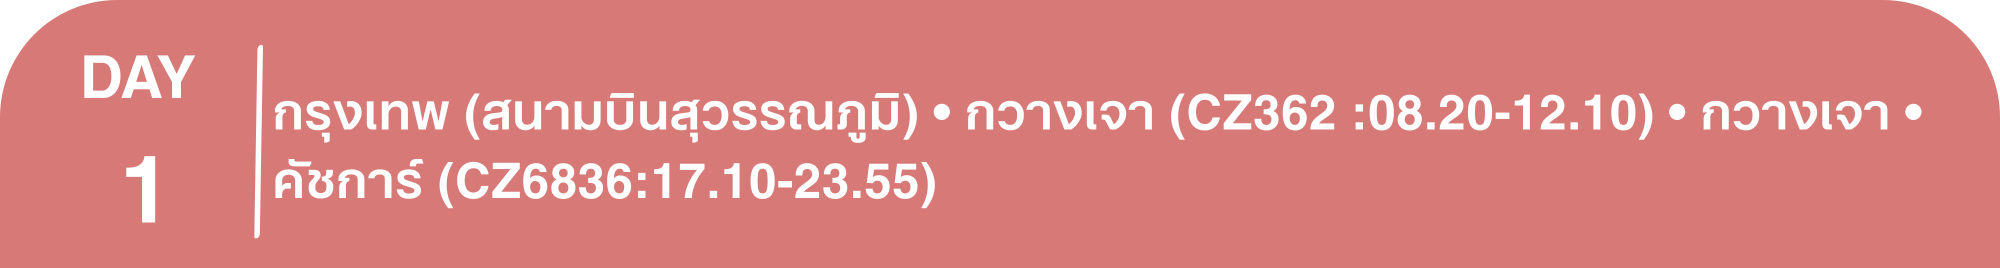 DAY
1
กรุงเทพ (สนามบินสุวรรณภูมิ) • กวางเจา (CZ362 :08.20-12.10) • กวางเจา •
คัชการ์ (CZ6836:17.10-23.55)